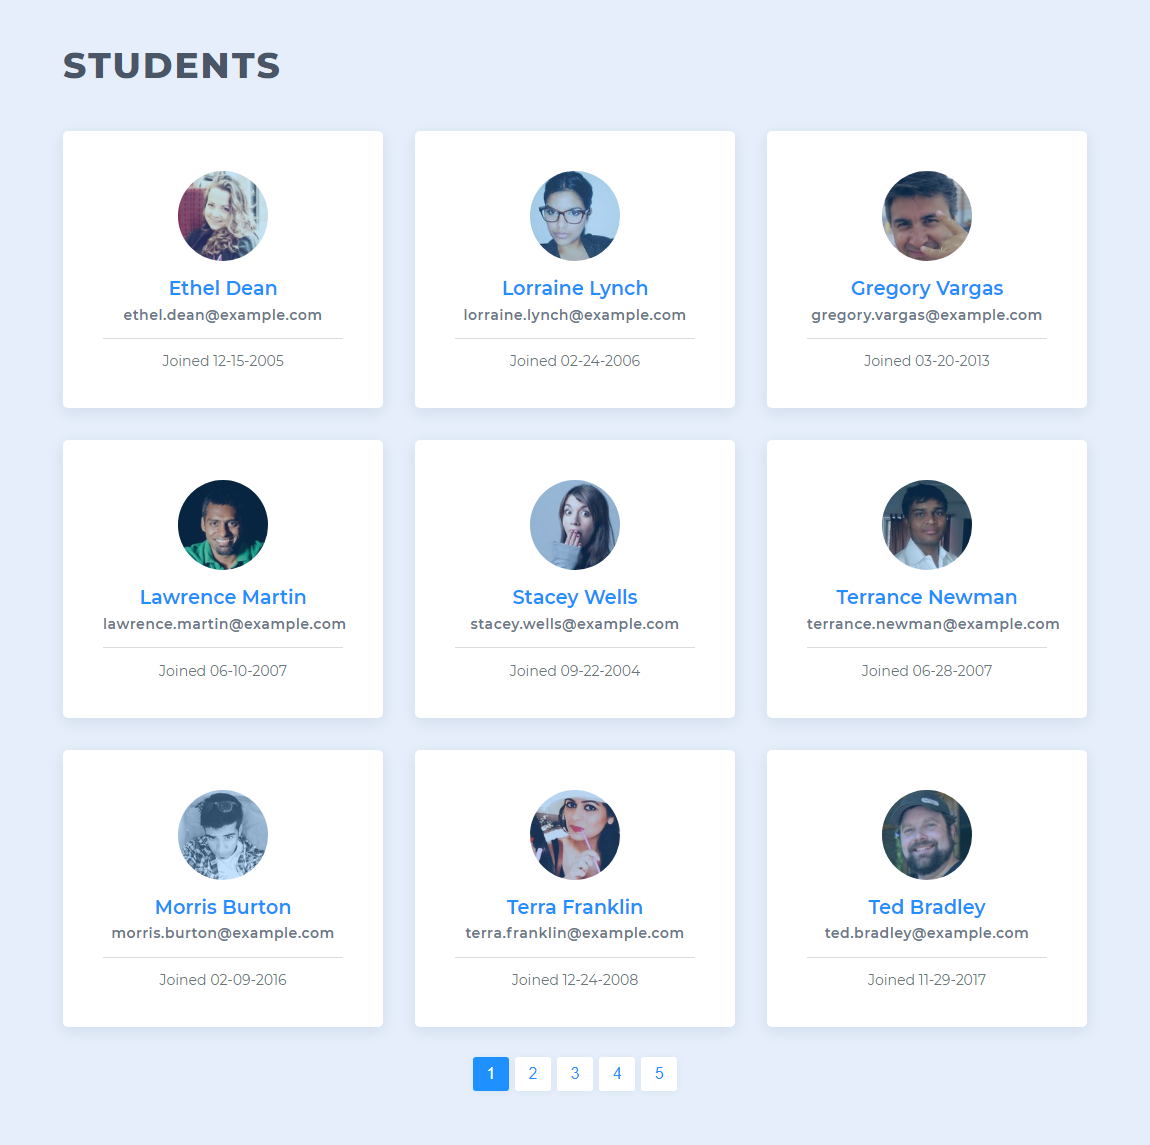 STUDENTS
Ethel Dean
ethel.dean@example.com
Joined 12-15-2005
Lorraine Lynch
lorraine.lynch@example.com
Joined 02-24-2006
Gregory Vargas
gregory.vargas@example.com
Joined 03-20-2013
Lawrence Martin
lawrence.martin@example.com
Joined 06-10-2007
Stacey Wells
stacey.wells@example.com
Joined 09-22-2004
Terrance Newman
terrance.newman@example.com
Joined 06-28-2007
Morris Burton
morris.burton@example.com
Joined 02-09-2016
Terra Franklin
terra.franklin@example.com
Joined 12-24-2008
Ted Bradley
ted.bradley@example.com
Joined 11-29-2017
1 2 3 4 5